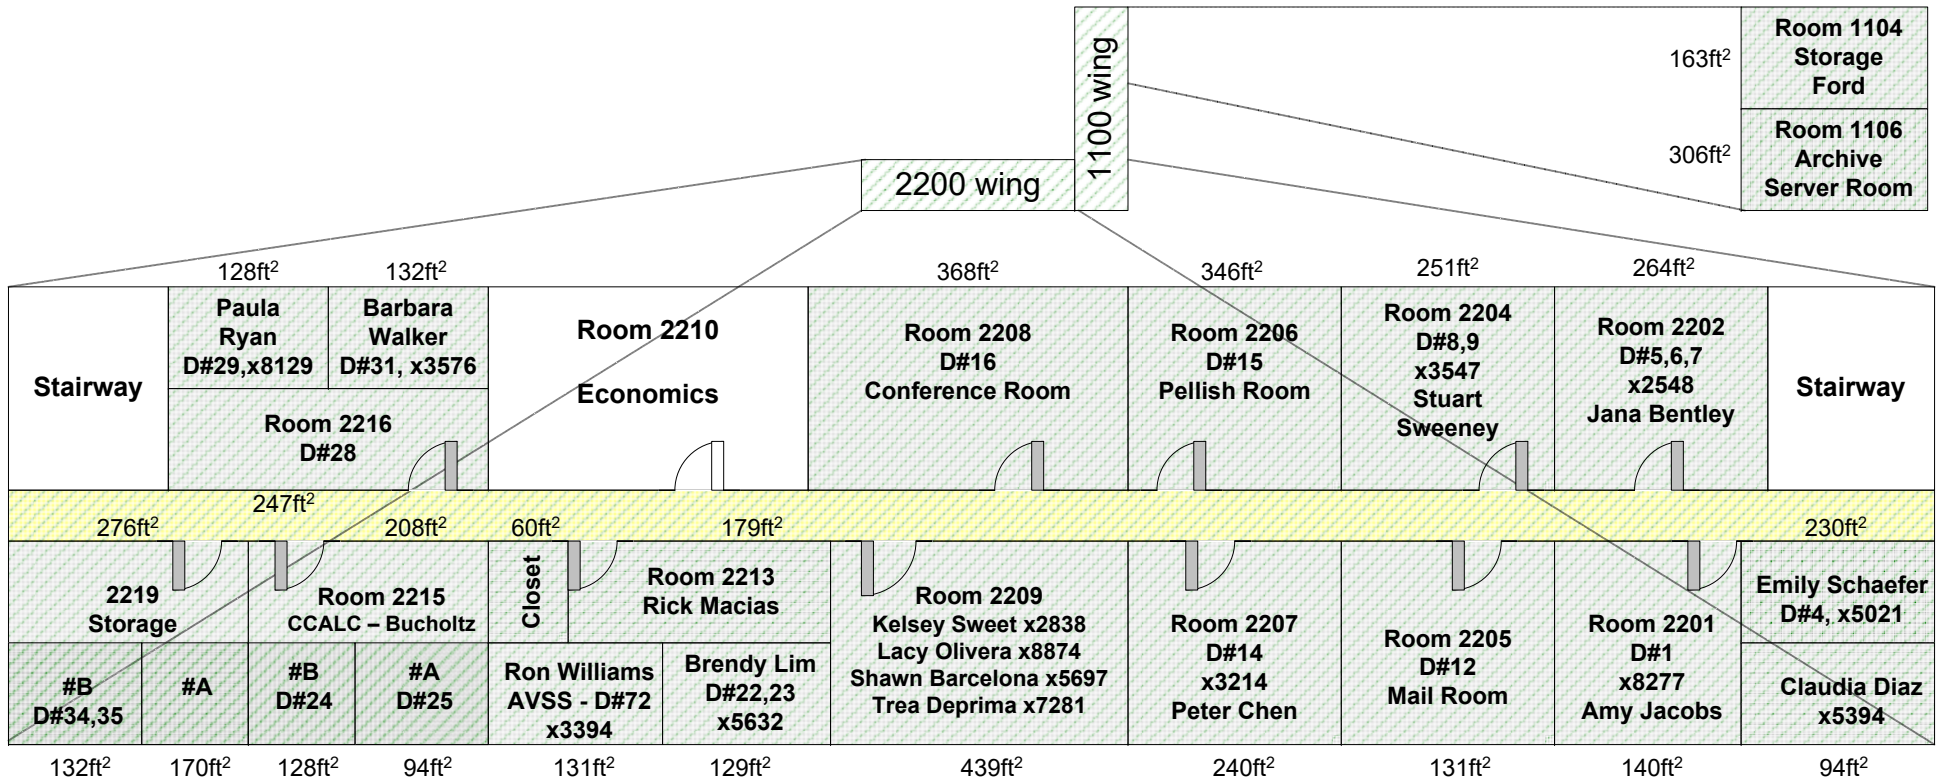 Room 1104
Storage
Ford
163ft²
Room 1106
Archive
Server Room
306ft²
1100 wing
2200 wing
128ft²
132ft²
368ft²
346ft²
251ft²
264ft²
Stairway
Paula
Ryan
D#29,x8129
Barbara
Walker
D#31, x3576
Room 2216
D#28
Room 2210
Economics
Room 2208
D#16
Conference Room
Room 2206
D#15
Pellish Room
Room 2204
D#8,9
x3547
Stuart
Sweeney
Room 2202
D#5,6,7
x2548
Jana Bentley
Stairway
247ft²
276ft²
208ft²
60ft²
179ft²
230ft²
2219
Storage
#B
D#34,35
#A
Room 2215
CCALC – Bucholtz
#B
D#24
#A
D#25
Closet
Room 2213
Rick Macias
Ron Williams
AVSS - D#72
x3394
Brendy Lim
D#22,23
x5632
Room 2209
Kelsey Sweet x2838
Lacy Olivera x8874
Shawn Barcelona x5697
Trea Deprima x7281
Room 2207
D#14
x3214
Peter Chen
Room 2205
D#12
Mail Room
Room 2201
D#1
x8277
Amy Jacobs
Emily Schaefer
D#4, x5021
Claudia Diaz
x5394
132ft²
170ft²
128ft²
94ft²
131ft²
129ft²
439ft²
240ft²
131ft²
140ft²
94ft²